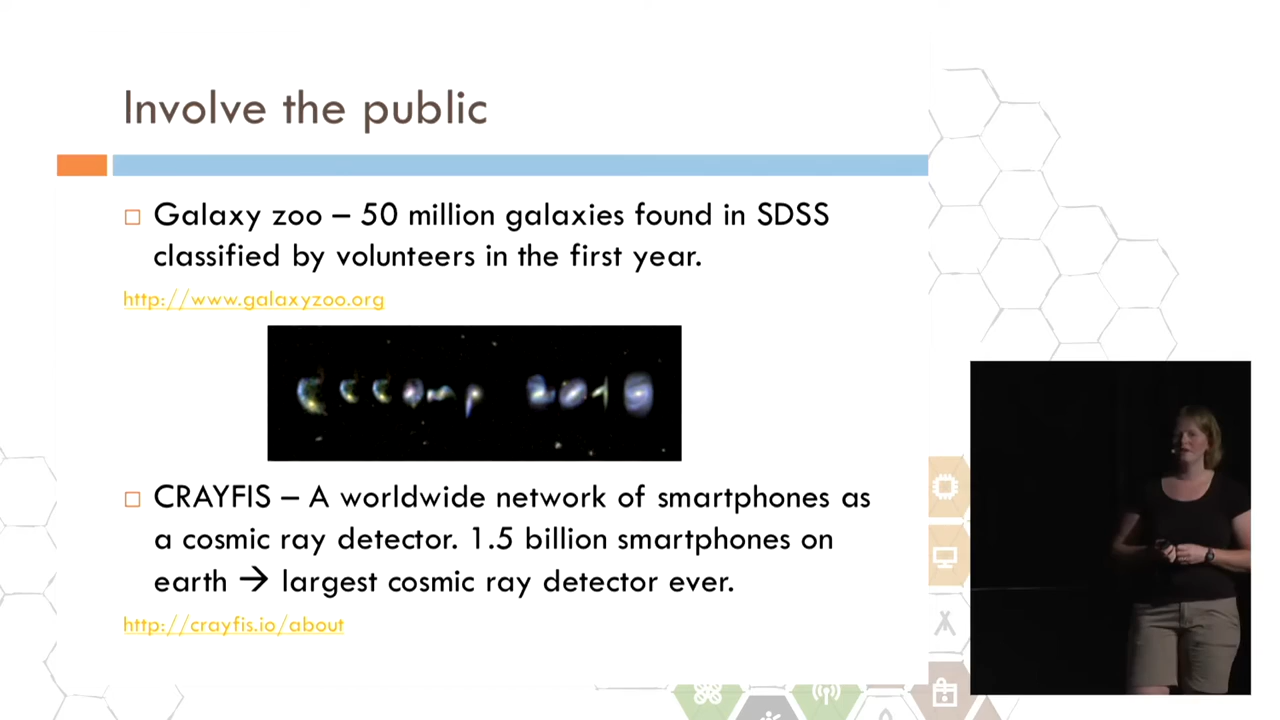 Involve the public
□ Galaxy zoo – 50 million galaxies found in SDSS
classified by volunteers in the first year.
http://www.galaxyzoo.org
cccamp 2019
□ CRAYFIS – A worldwide network of smartphones as
a cosmic ray detector. 1.5 billion smartphones on
earth → largest cosmic ray detector ever.
http://crayfis.io/about